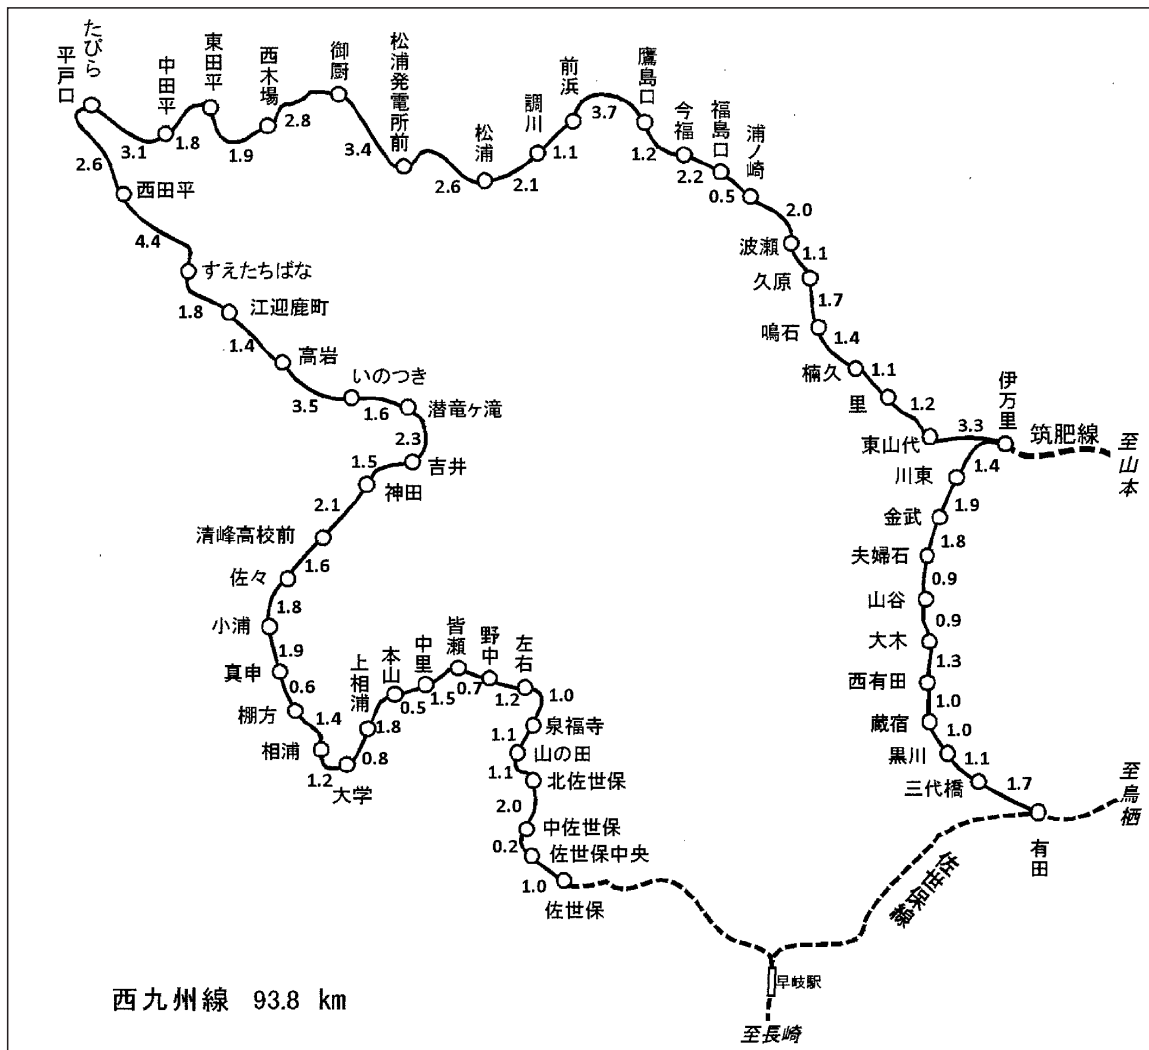 たびら
平戸口
3.1
中田平
1.8
東田平
1.9
西木場
2.8
御厨
3.4
松浦発電所前
2.6
松浦
2.1
調川
1.1
前浜
3.7
鷹島口
1.2
今福
2.2
福島口
0.5
浦ノ崎
2.0
波瀬
1.1
久原
1.7
鳴石
1.4
楠久
1.1
里
1.2
東山代
3.3
伊万里
筑肥線
至山本
1.4
川東
1.9
金武
1.8
夫婦石
0.9
山谷
0.9
大木
1.3
西有田
1.0
蔵宿
1.0
黒川
1.1
三代橋
1.7
有田
至鳥栖
佐世保線
早岐駅
至長崎
2.6
西田平
4.4
すえたちばな
1.8
江迎鹿町
1.4
高岩
3.5
いのつき
1.6
潜竜ヶ滝
2.3
吉井
1.5
神田
2.1
清峰高校前
1.6
佐々
1.8
小浦
1.9
真申
0.6
棚方
1.4
相浦
1.2
大学
0.8
上相浦
1.8
本山
0.5
中里
1.5
皆瀬
0.7
野中
1.2
左右
1.0
泉福寺
1.1
山の田
1.1
北佐世保
2.0
中佐世保
0.2
佐世保中央
1.0
佐世保
西九州線 93.8 km